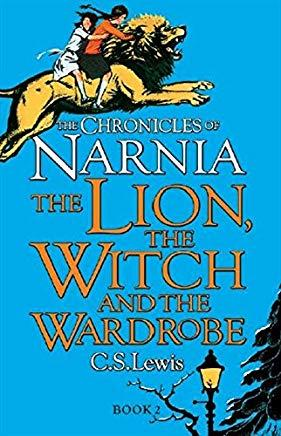 THE CHRONICLES OF
NARNIA
THE LION,
THE
WITCH
AND THE
WARDROBE
C.S. Lewis
BOOK 2